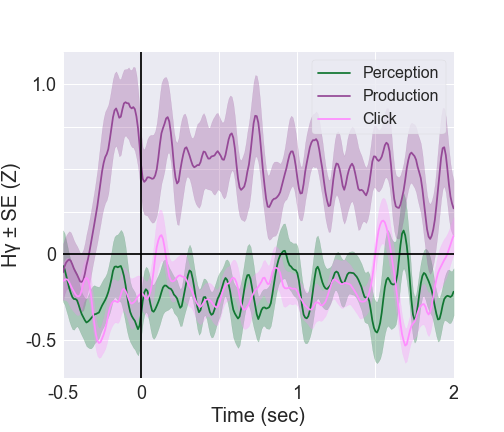 Perception
Production
Click
Hγ ± SE (Z)
1.0
0
-0.5
-0.5
0
1
2
Time (sec)